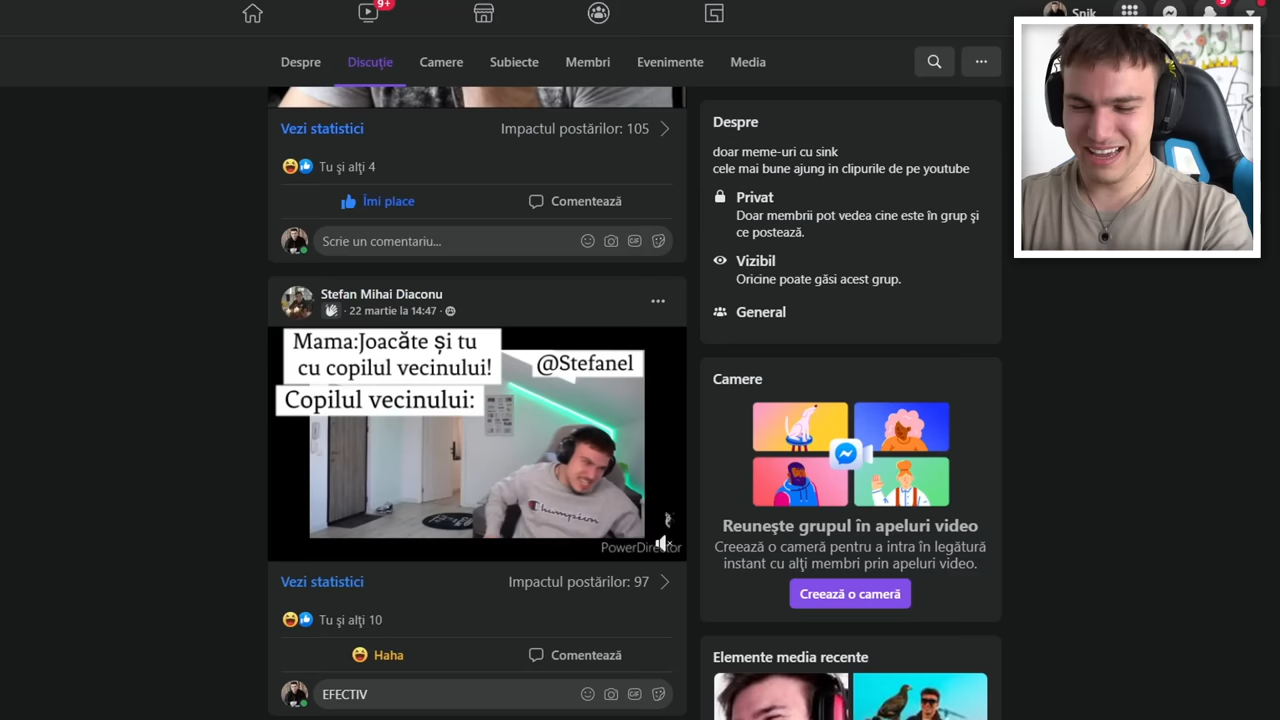 9+
Snik
9
Despre
Discuție
Camere
Subiecte
Membri
Evenimente
Media
Vezi statistici
Impactul postărilor: 105
Tu și alți 4
Îmi place
Comentează
Scrie un comentariu...
Stefan Mihai Diaconu
22 martie la 14:47
Mama:Joacăte și tu
cu copilul vecinului!
@Stefanel
Copilul vecinului:
Champion
PowerDirector
Vezi statistici
Impactul postărilor: 97
Tu și alți 10
Haha
Comentează
EFECTIV
Despre
doar meme-uri cu sink
cele mai bune ajung in clipurile de pe youtube
Privat
Doar membrii pot vedea cine este în grup și
ce postează.
Vizibil
Oricine poate găsi acest grup.
General
Camere
Reunește grupul în apeluri video
Creează o cameră pentru a intra în legătură
instant cu alți membri prin apeluri video.
Creează o cameră
Elemente media recente